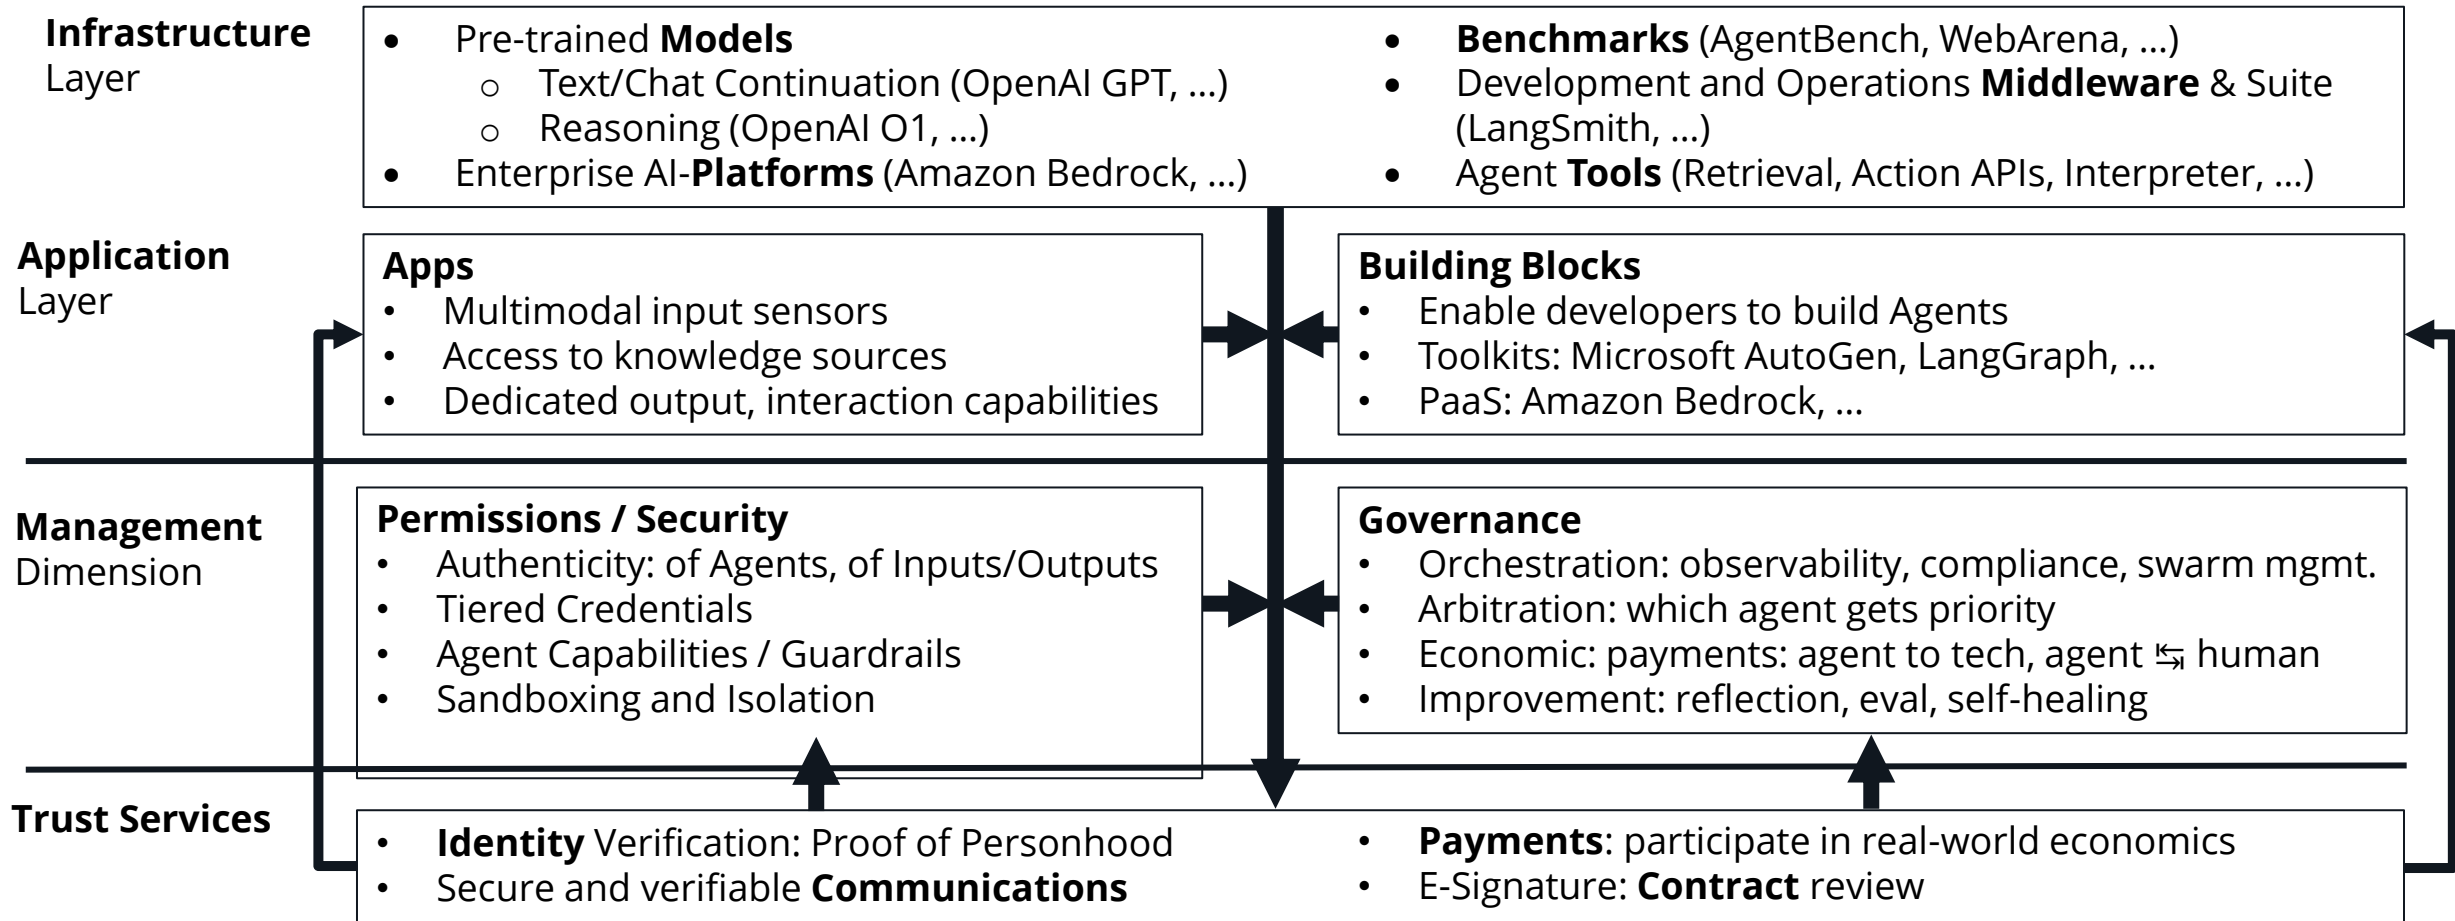 Infrastructure
Layer
• Pre-trained Models
o Text/Chat Continuation (OpenAI GPT, ...)
o Reasoning (OpenAI O1, ...)
• Enterprise AI-Platforms (Amazon Bedrock, ...)
• Benchmarks (AgentBench, WebArena, ...)
• Development and Operations Middleware & Suite
(LangSmith, ...)
• Agent Tools (Retrieval, Action APIs, Interpreter, ...)
Application
Layer
Apps
• Multimodal input sensors
• Access to knowledge sources
• Dedicated output, interaction capabilities
Building Blocks
• Enable developers to build Agents
• Toolkits: Microsoft AutoGen, LangGraph, ...
• PaaS: Amazon Bedrock, ...
Management
Dimension
Permissions / Security
• Authenticity: of Agents, of Inputs/Outputs
• Tiered Credentials
• Agent Capabilities / Guardrails
• Sandboxing and Isolation
Governance
• Orchestration: observability, compliance, swarm mgmt.
• Arbitration: which agent gets priority
• Economic: payments: agent to tech, agent ↹ human
• Improvement: reflection, eval, self-healing
Trust Services
• Identity Verification: Proof of Personhood
• Secure and verifiable Communications
• Payments: participate in real-world economics
• E-Signature: Contract review